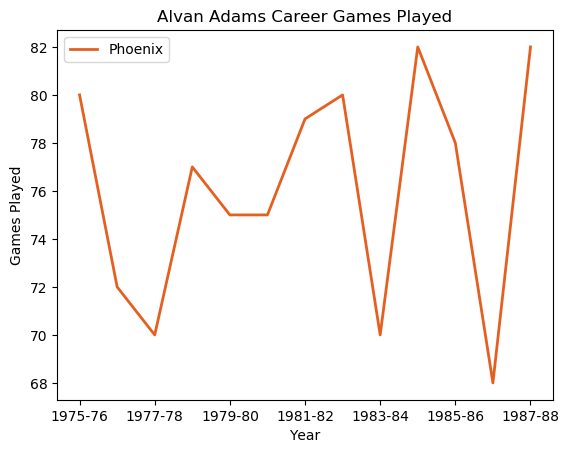 Alvan Adams Career Games Played
Phoenix
82
80
78
76
74
72
70
68
Games Played
1975-76 1977-78 1979-80 1981-82 1983-84 1985-86 1987-88
Year